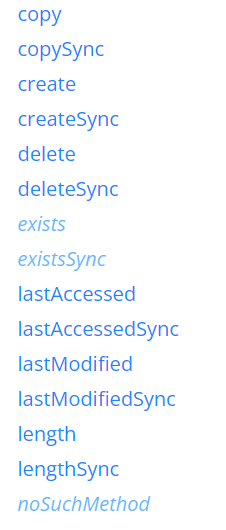 copy
copySync
create
createSync
delete
deleteSync
exists
existsSync
lastAccessed
lastAccessedSync
lastModified
lastModifiedSync
length
lengthSync
noSuchMethod